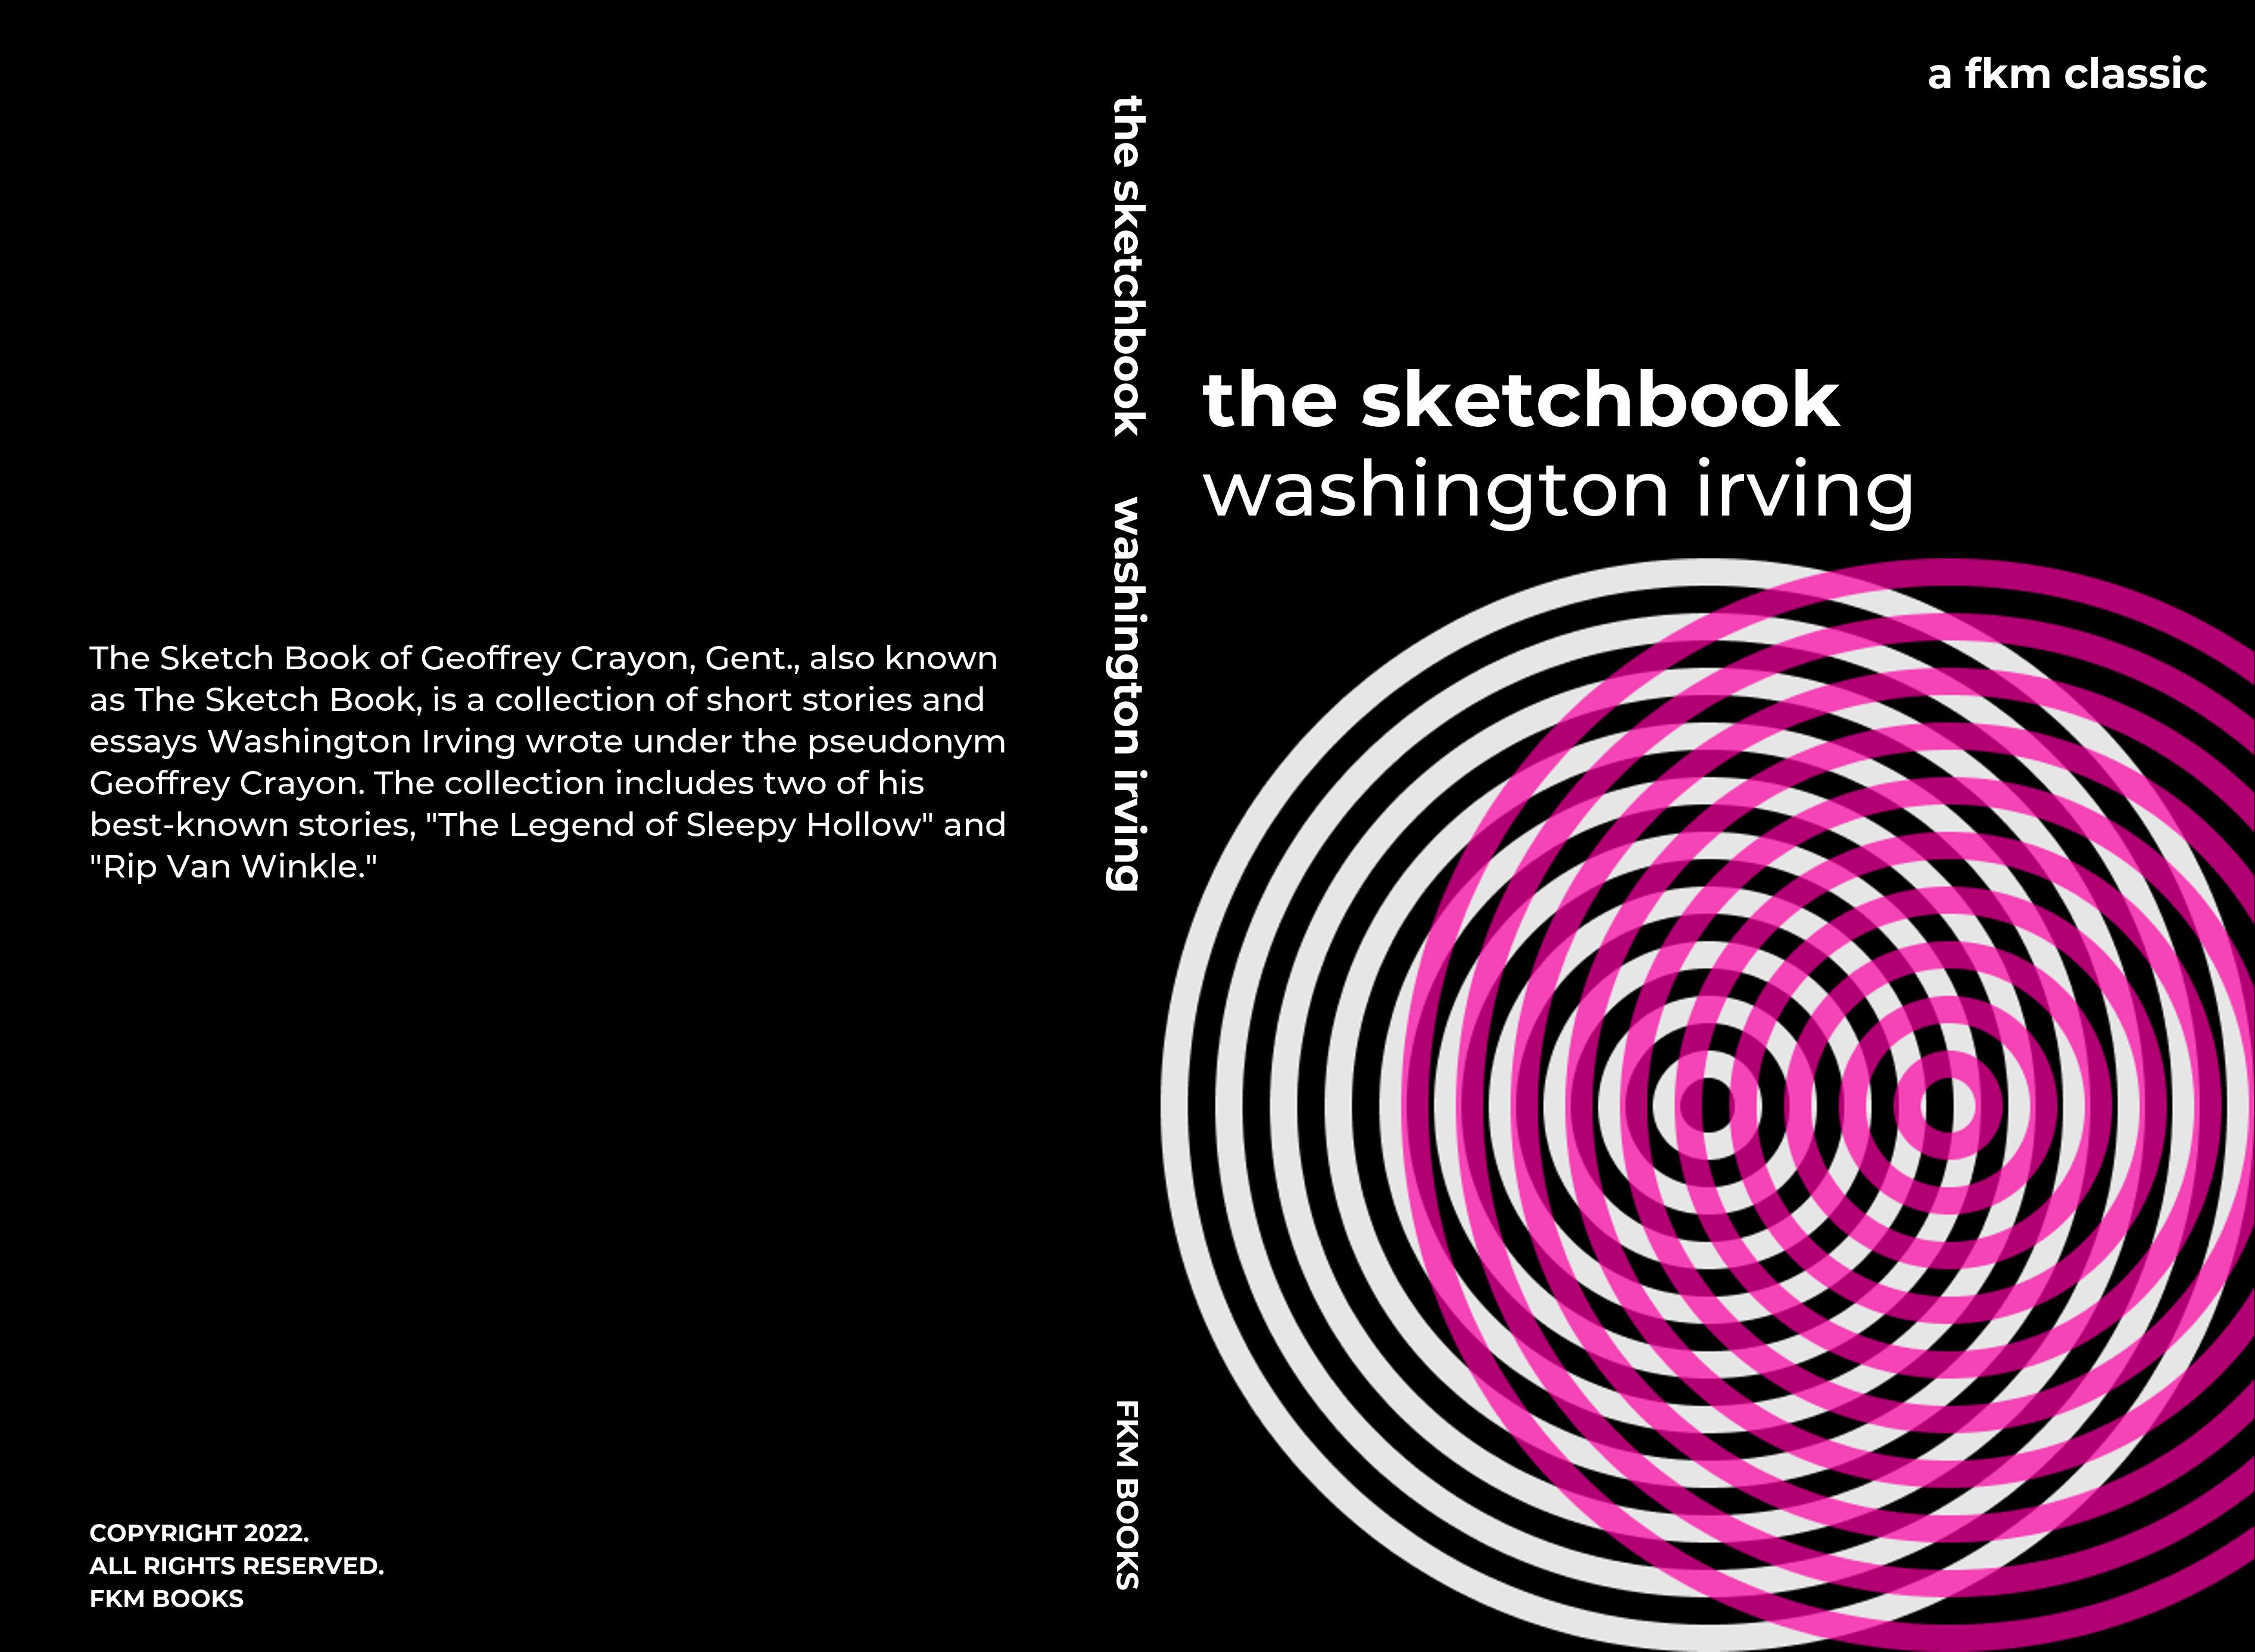 The Sketch Book of Geoffrey Crayon, Gent., also known
as The Sketch Book, is a collection of short stories and
essays Washington Irving wrote under the pseudonym
Geoffrey Crayon. The collection includes two of his
best-known stories, "The Legend of Sleepy Hollow" and
"Rip Van Winkle."
COPYRIGHT 2022.
ALL RIGHTS RESERVED.
FKM BOOKS
the sketchbook washington irving
FKM BOOKS
a fkm classic
the sketchbook
washington irving